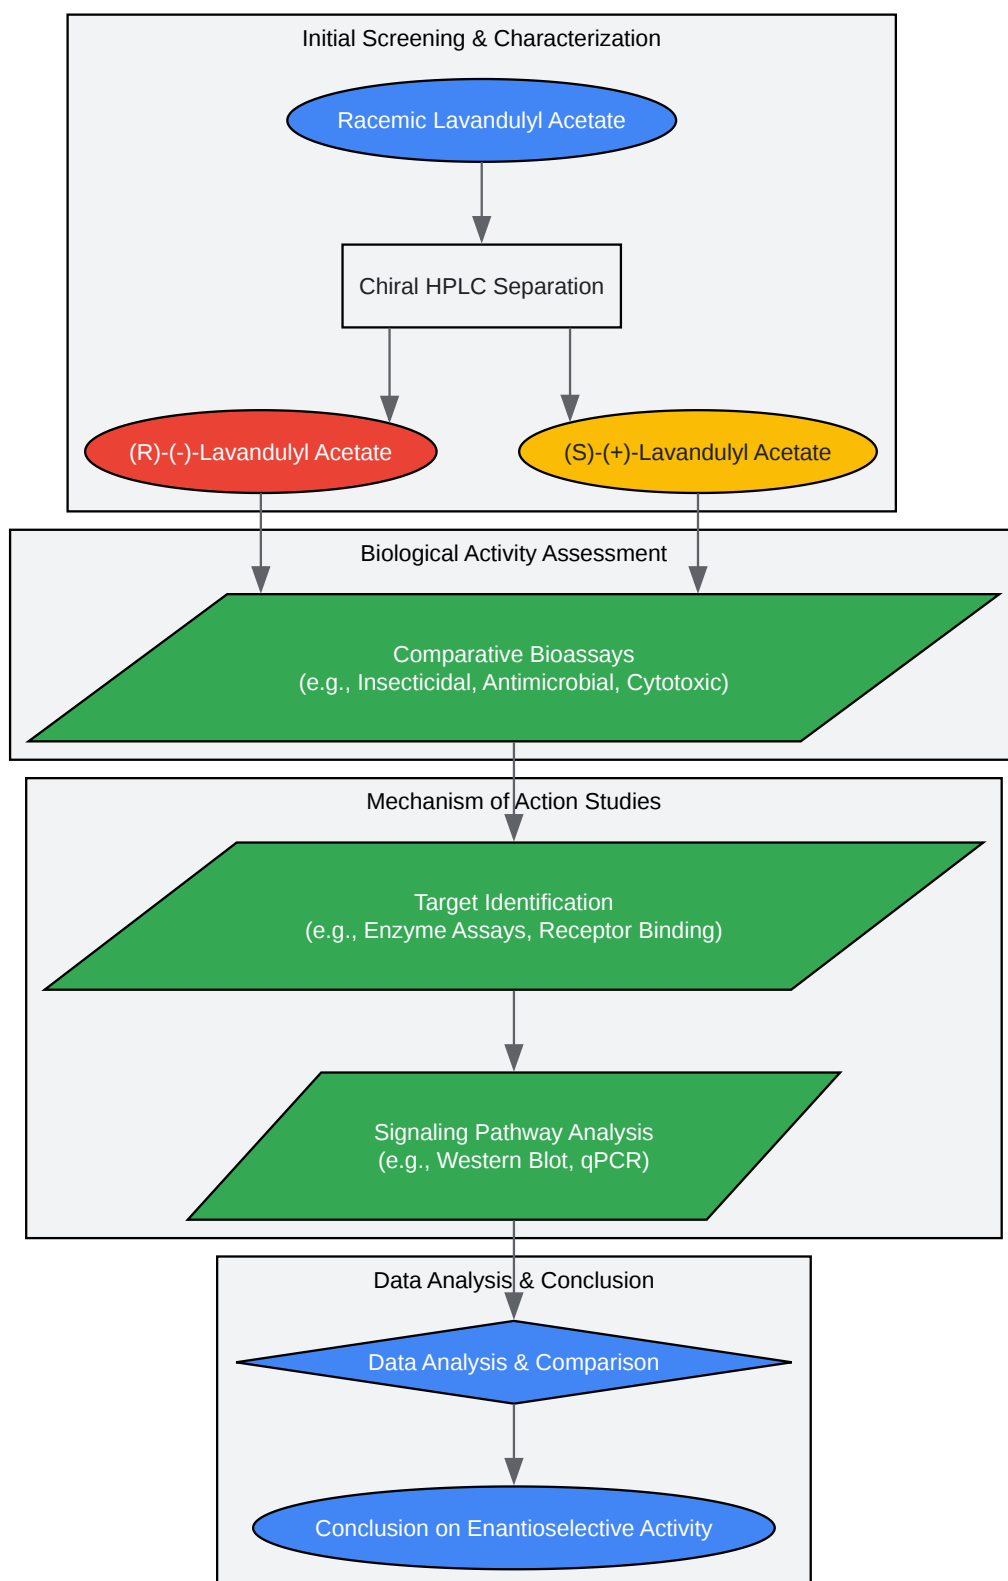 Initial Screening & Characterization
Racemic Lavandulyl Acetate
Chiral HPLC Separation
(R)-(-)-Lavandulyl Acetate
(S)-(+)-Lavandulyl Acetate
Biological Activity Assessment
Comparative Bioassays
(e.g., Insecticidal, Antimicrobial, Cytotoxic)
Mechanism of Action Studies
Target Identification
(e.g., Enzyme Assays, Receptor Binding)
Signaling Pathway Analysis
(e.g., Western Blot, qPCR)
Data Analysis & Conclusion
Data Analysis & Comparison
Conclusion on Enantioselective Activity